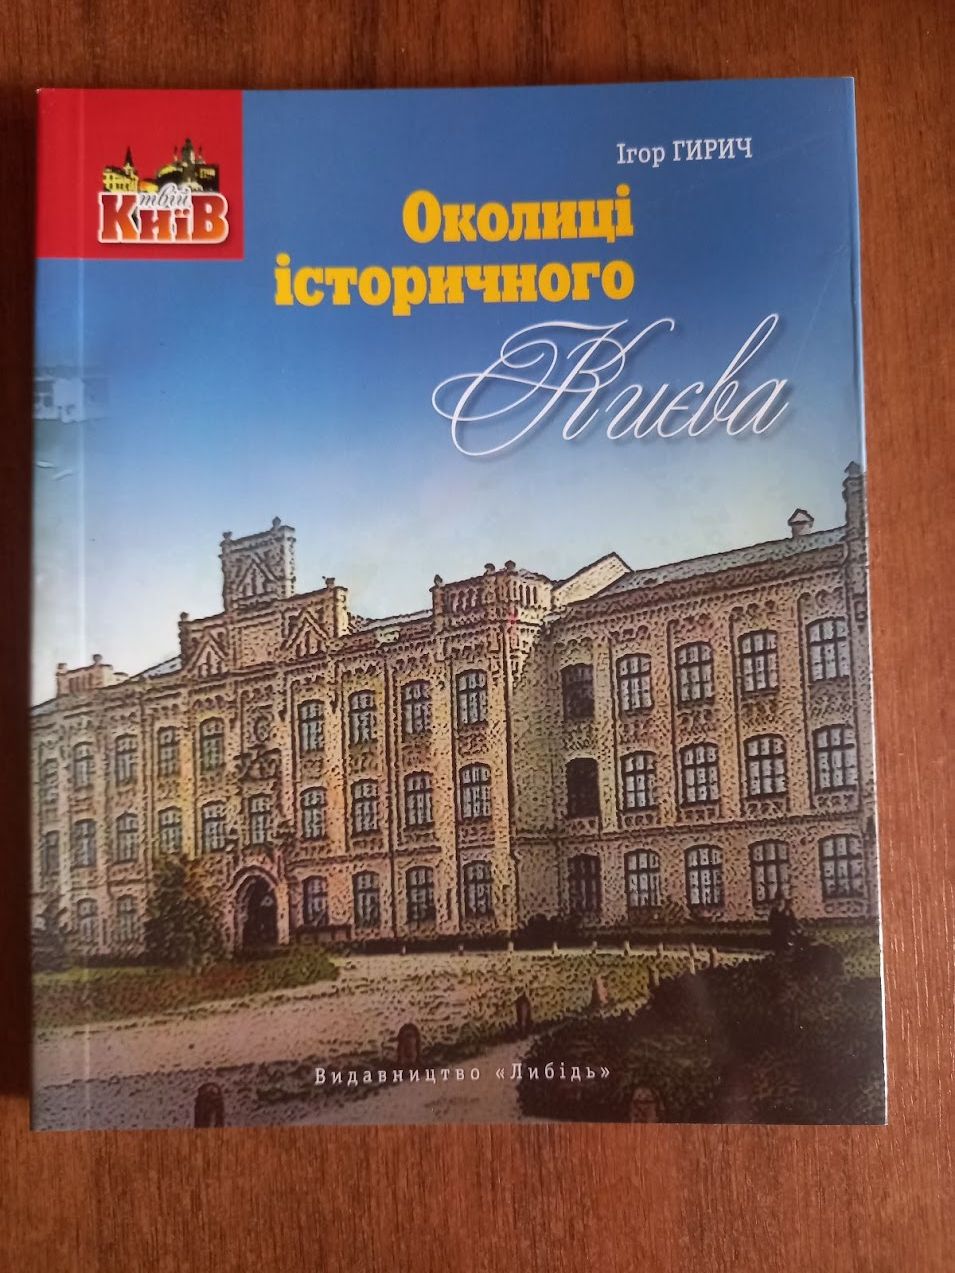 твій
Київ
Ігор ГИРИЧ
Околиці
історичного
Києва
Видавництво «Либідь»